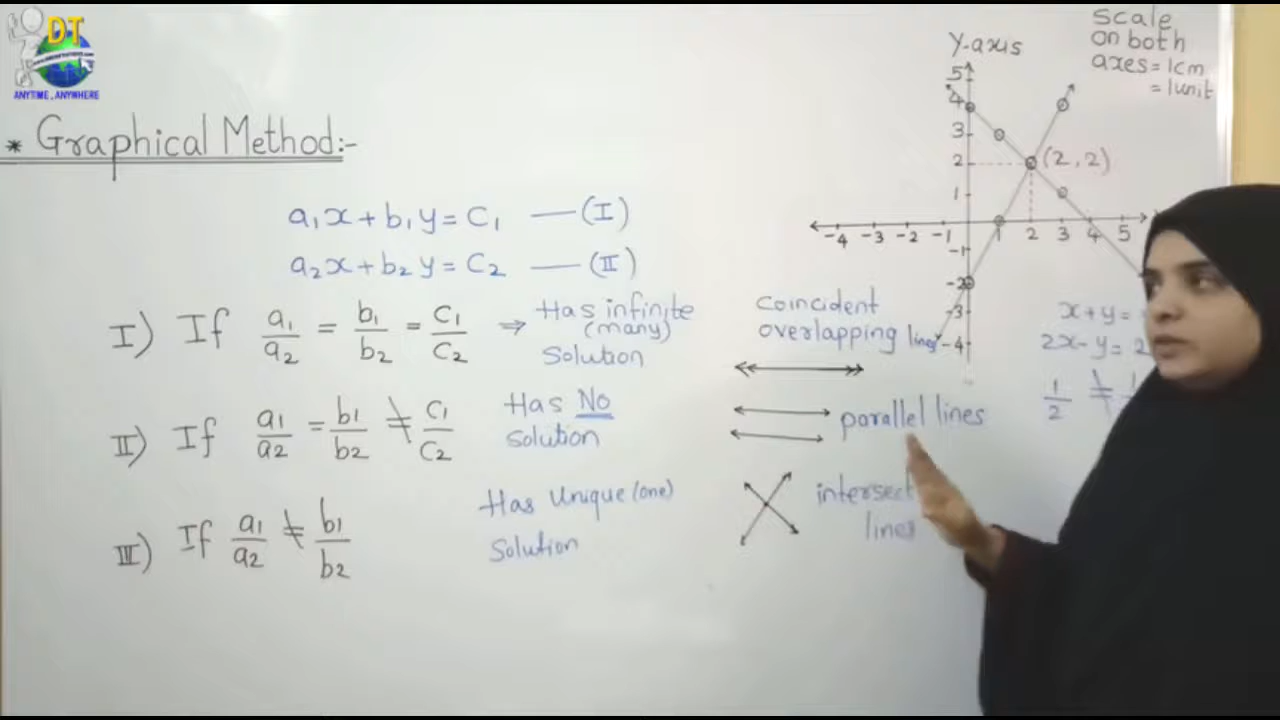 DT
ANYTIME, ANYWHERE
* Graphical Method:-
a₁x + b₁y = C₁ —(I)
a₂x + b₂y = C₂ —(II)
I) If a₁/a₂ = b₁/b₂ = C₁/C₂ ⇒ Has infinite (many) Solution
coincident overlapping lines
II) If a₁/a₂ = b₁/b₂ ≠ C₁/C₂ Has No Solution
parallel lines
III) If a₁/a₂ ≠ b₁/b₂ Has Unique (one) Solution
intersect
lines
Scale
on both
axes = 1cm
= 1unit
Y-axis
5
4
3
2
1
(2, 2)
-4 -3 -2 -1 1 2 3 4 5
-1
-2
-3
-4
x + y =
2x - y = 2
1/2 ≠